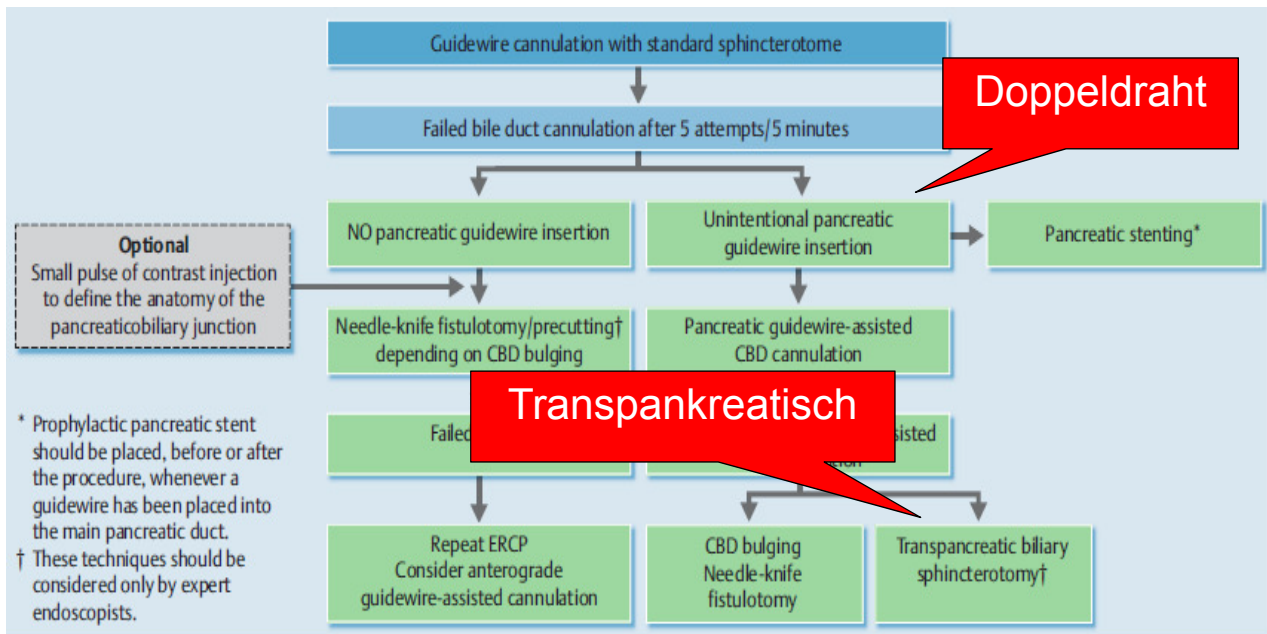 Guidewire cannulation with standard sphincterotome
Doppeldraht
Failed bile duct cannulation after 5 attempts/5 minutes
NO pancreatic guidewire insertion
Unintentional pancreatic
guidewire insertion
Pancreatic stenting*
Optional
Small pulse of contrast injection
to define the anatomy of the
pancreaticobiliary junction
Needle-knife fistulotomy/precutting†
depending on CBD bulging
Pancreatic guidewire-assisted
CBD cannulation
Transpankreatisch
Failed
* Prophylactic pancreatic stent
should be placed, before or after
the procedure, whenever a
guidewire has been placed into
the main pancreatic duct.
† These techniques should be
considered only by expert
endoscopists.
Repeat ERCP
Consider anterograde
guidewire-assisted cannulation
CBD bulging
Needle-knife
fistulotomy
Transpancreatic biliary
sphincterotomy†